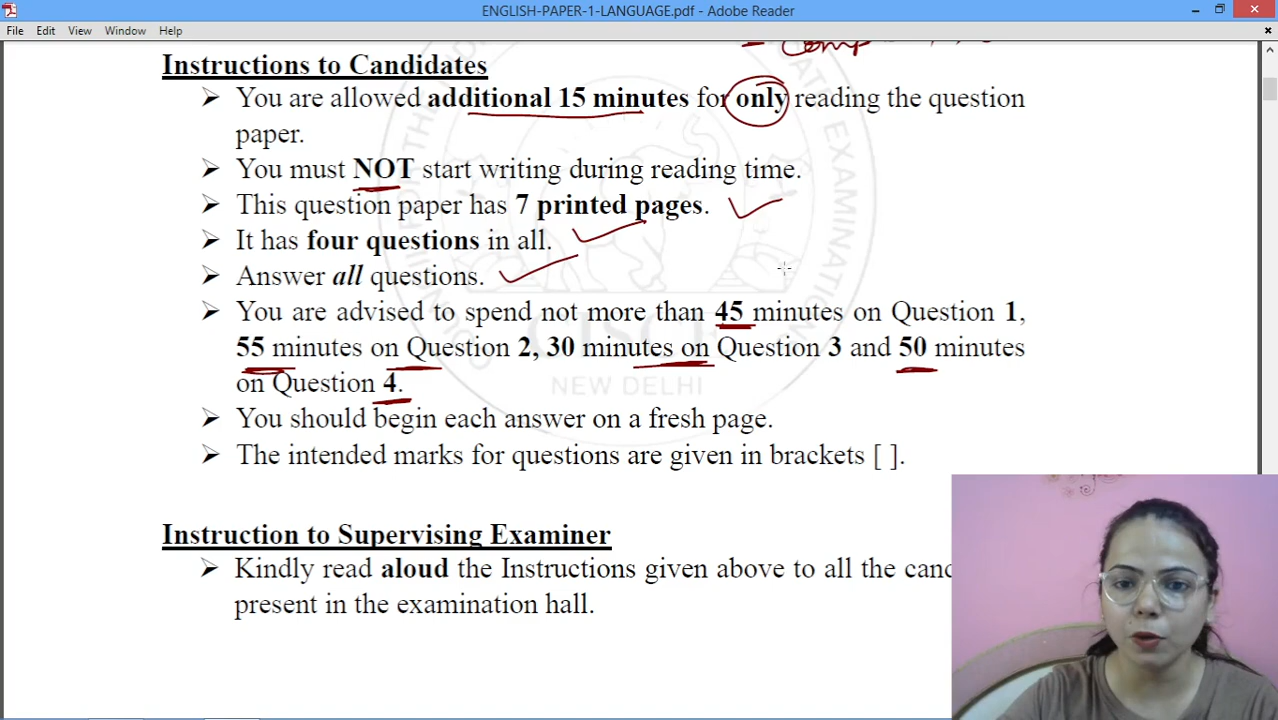 ENGLISH-PAPER-1-LANGUAGE.pdf - Adobe Reader
File Edit View Window Help
Instructions to Candidates
➢ You are allowed additional 15 minutes for only reading the question
paper.
➢ You must NOT start writing during reading time.
➢ This question paper has 7 printed pages.
➢ It has four questions in all.
➢ Answer all questions.
➢ You are advised to spend not more than 45 minutes on Question 1,
55 minutes on Question 2, 30 minutes on Question 3 and 50 minutes
on Question 4.
➢ You should begin each answer on a fresh page.
➢ The intended marks for questions are given in brackets [ ].
NEW DELHI
Instruction to Supervising Examiner
➢ Kindly read aloud the Instructions given above to all the
present in the examination hall.